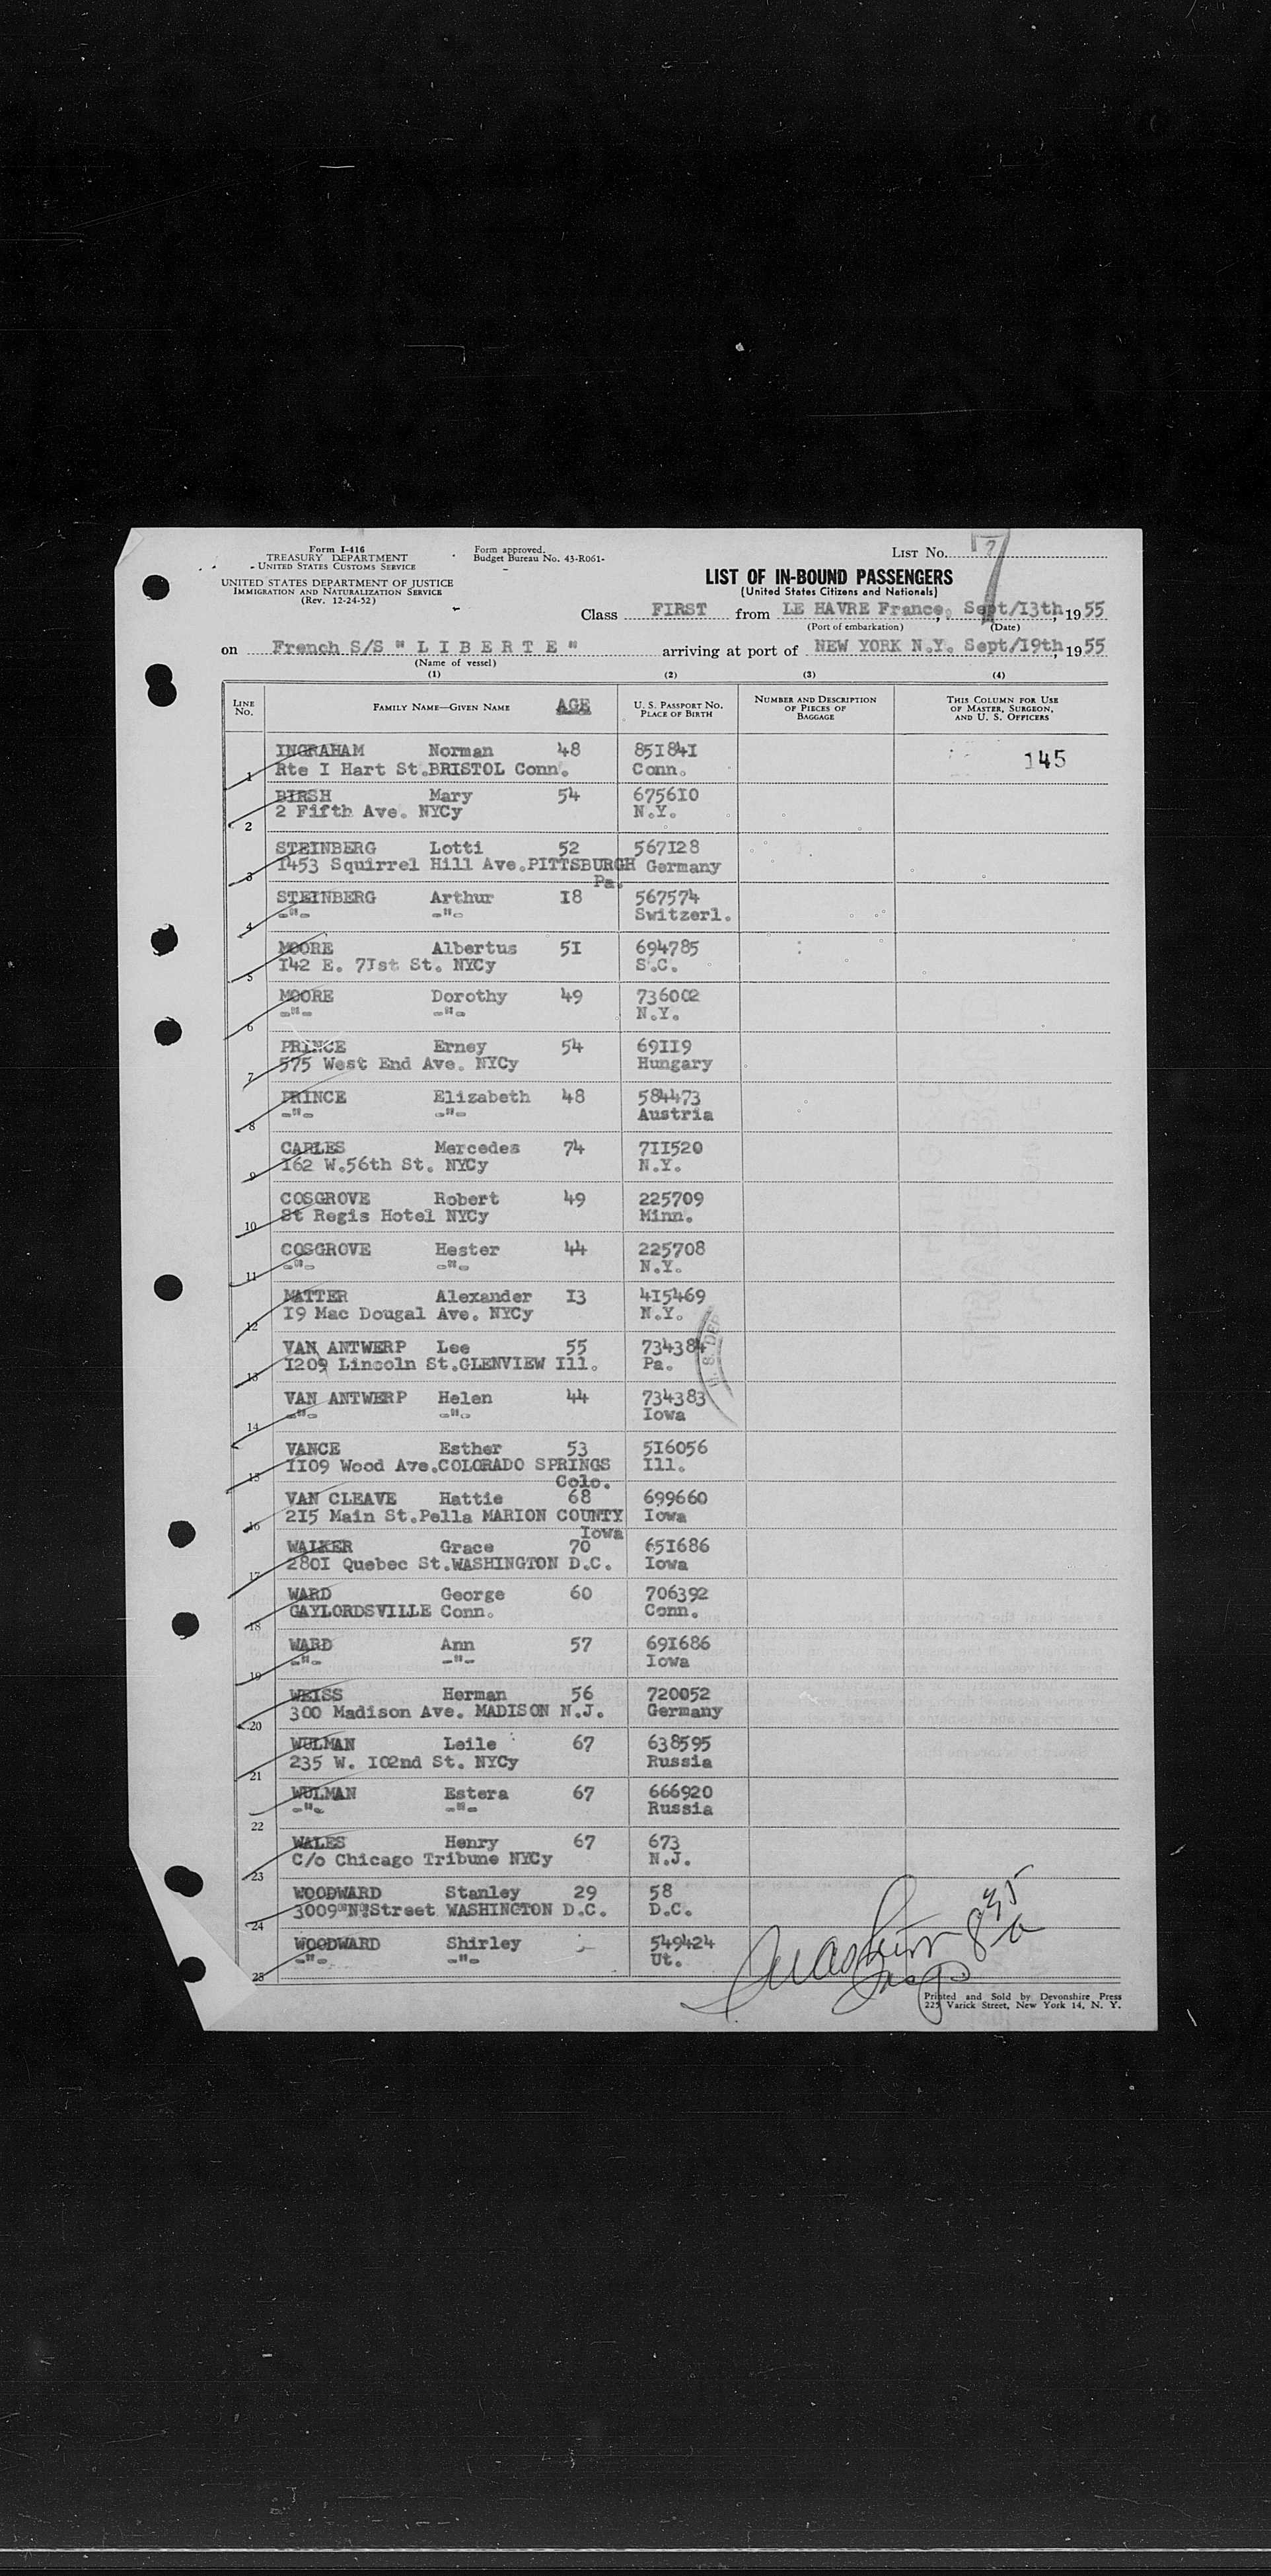 Form I-416
TREASURY DEPARTMENT
UNITED STATES CUSTOMS SERVICE
UNITED STATES DEPARTMENT OF JUSTICE
IMMIGRATION AND NATURALIZATION SERVICE
(Rev. 12-24-52)
Form approved.
Budget Bureau No. 43-R061-
LIST NO. 7
LIST OF IN-BOUND PASSENGERS
(United States Citizens and Nationals)
Class FIRST from LE HAVRE France, Sept/13th, 1955
(Port of embarkation) (Date)
on French S/S " L I B E R T E " arriving at port of NEW YORK N.Y. Sept/19th, 1955
(Name of vessel)
(1) (2) (3) (4)
LINE NO. FAMILY NAME—GIVEN NAME AGE U. S. PASSPORT NO. PLACE OF BIRTH NUMBER AND DESCRIPTION OF PIECES OF BAGGAGE THIS COLUMN FOR USE OF MASTER, SURGEON, AND U. S. OFFICERS
INGRAHAM Norman 48 851841 145
1 Rte I Hart St.BRISTOL Conn. Conn.
BIRSH Mary 54 675610
2 2 Fifth Ave. NYCy N.Y.
STEINBERG Lotti 52 567128
3 1453 Squirrel Hill Ave.PITTSBURGH Pa. Germany
STEINBERG Arthur 18 567574
4 -"- -"- Switzerl.
MOORE Albertus 51 694785
5 142 E. 71st St. NYCy S.C.
MOORE Dorothy 49 736002
6 -"- -"- N.Y.
PRINCE Erney 54 69119
7 575 West End Ave. NYCy Hungary
PRINCE Elizabeth 48 584473
8 -"- -"- Austria
CARLES Mercedes 74 711520
9 162 W.56th St. NYCy N.Y.
COSGROVE Robert 49 225709
10 St Regis Hotel NYCy Minn.
COSGROVE Hester 44 225708
11 -"- -"- N.Y.
MATTER Alexander 13 415469
12 19 Mac Dougal Ave. NYCy N.Y.
VAN ANTWERP Lee 55 734384
13 1209 Lincoln St.GLENVIEW Ill. Pa.
VAN ANTWERP Helen 44 734383
14 -"- -"- Iowa
VANCE Esther 53 516056
15 1109 Wood Ave.COLORADO SPRINGS Colo. Ill.
VAN CLEAVE Hattie 68 699660
16 215 Main St.Pella MARION COUNTY Iowa Iowa
WALKER Grace 70 651686
17 2801 Quebec St.WASHINGTON D.C. Iowa
WARD George 60 706392
18 GAYLORDSVILLE Conn. Conn.
WARD Ann 57 691686
19 -"- -"- Iowa
WEISS Herman 56 720052
20 300 Madison Ave. MADISON N.J. Germany
WULMAN Leile 67 638595
21 235 W. 102nd St. NYCy Russia
WULMAN Estera 67 666920
22 -"- -"- Russia
WALES Henry 67 673
23 C/o Chicago Tribune NYCy N.J.
WOODWARD Stanley 29 58
24 3009"N"Street WASHINGTON D.C. D.C.
WOODWARD Shirley 549424
25 -"- -"- Ut.
Printed and Sold by Devonshire Press
225 Varick Street, New York 14, N. Y.